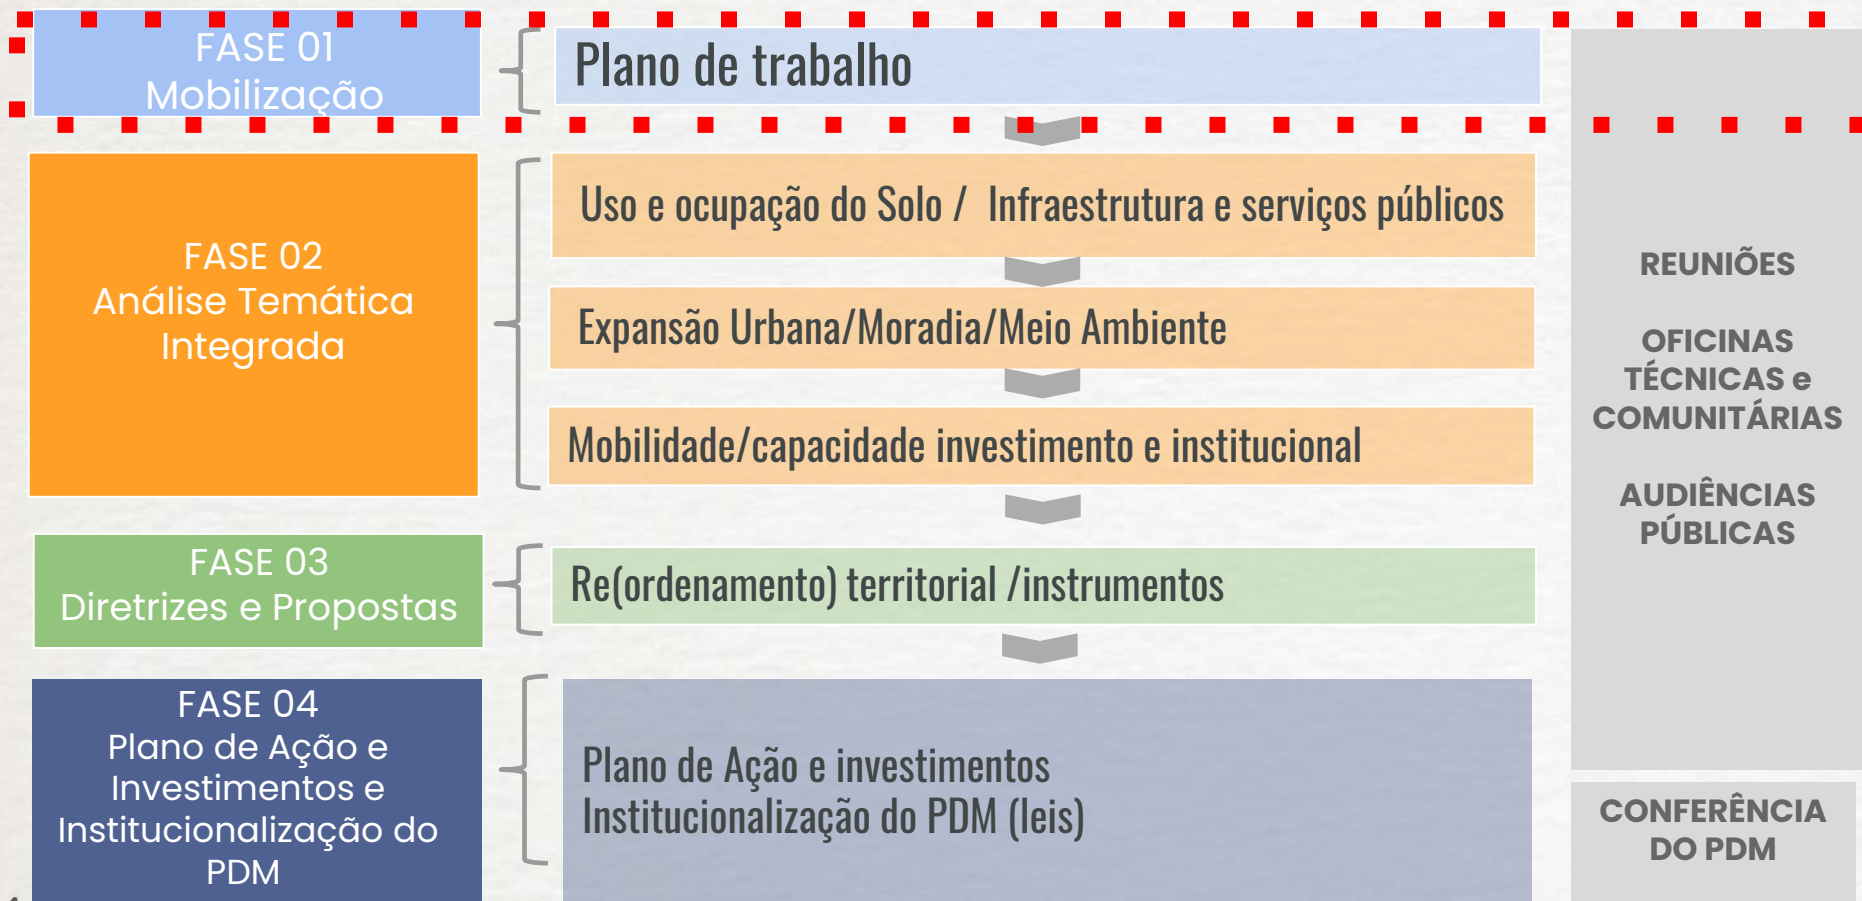 FASE 01
Mobilização
Plano de trabalho
FASE 02
Análise Temática
Integrada
Uso e ocupação do Solo / Infraestrutura e serviços públicos
Expansão Urbana/Moradia/Meio Ambiente
Mobilidade/capacidade investimento e institucional
FASE 03
Diretrizes e Propostas
Re(ordenamento) territorial /instrumentos
FASE 04
Plano de Ação e
Investimentos e
Institucionalização do
PDM
Plano de Ação e investimentos
Institucionalização do PDM (leis)
REUNIÕES
OFICINAS
TÉCNICAS e
COMUNITÁRIAS
AUDIÊNCIAS
PÚBLICAS
CONFERÊNCIA
DO PDM